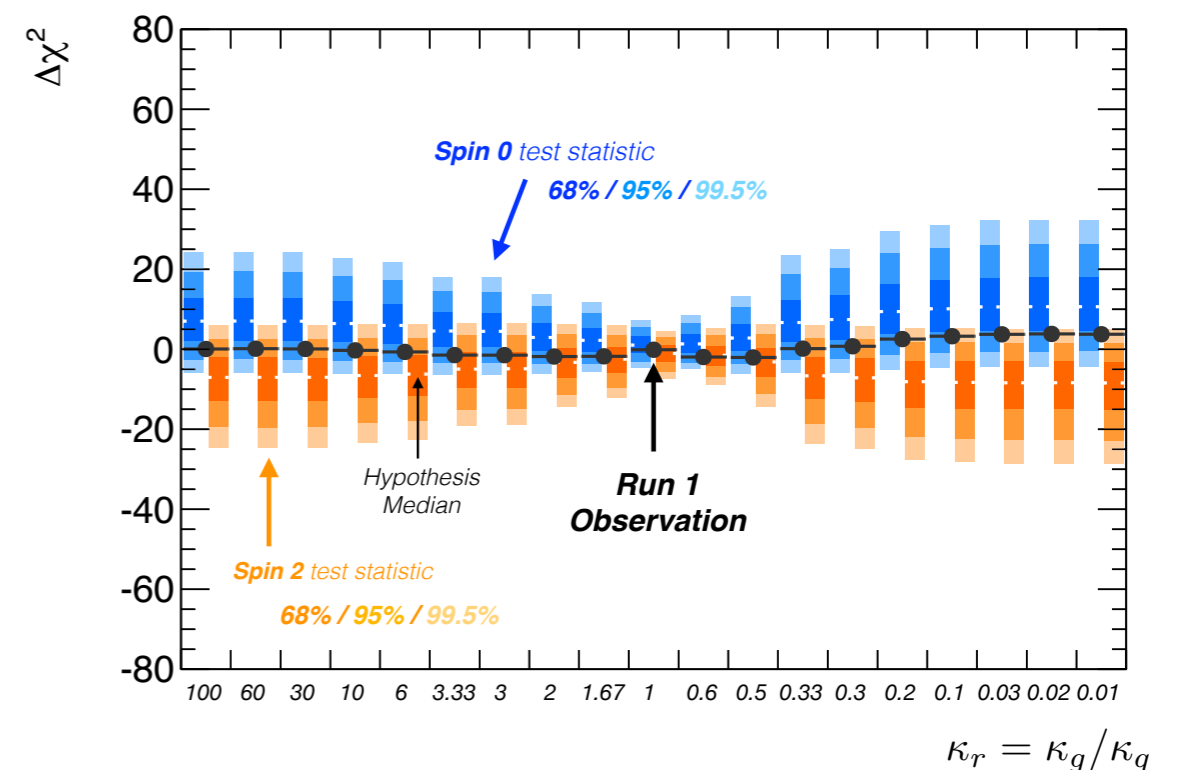 Δχ²
80
60
40
20
0
-20
-40
-60
-80
Spin 0 test statistic
68% / 95% / 99.5%
Hypothesis
Median
Run 1
Observation
Spin 2 test statistic
68% / 95% / 99.5%
100 60 30 10 6 3.33 3 2 1.67 1 0.6 0.5 0.33 0.3 0.2 0.1 0.03 0.02 0.01
κr = κg/κq